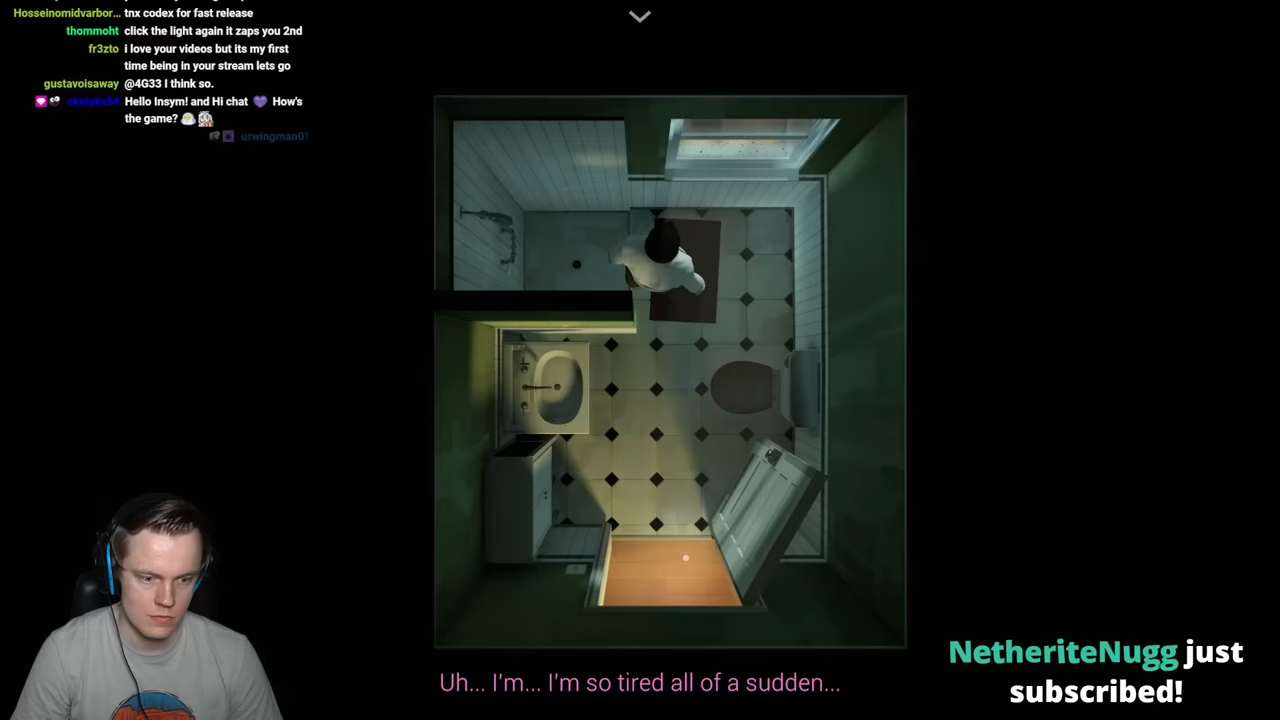 Hosseinomidvarbor... tnx codex for fast release
thommoht click the light again it zaps you 2nd
fr3zto i love your videos but its my first
time being in your stream lets go
gustavoisaway @4G33 I think so.
Hello Insym! and Hi chat 💜 How's
the game?
urwingman01
Uh... I'm... I'm so tired all of a sudden...
NetheriteNugg just
subscribed!